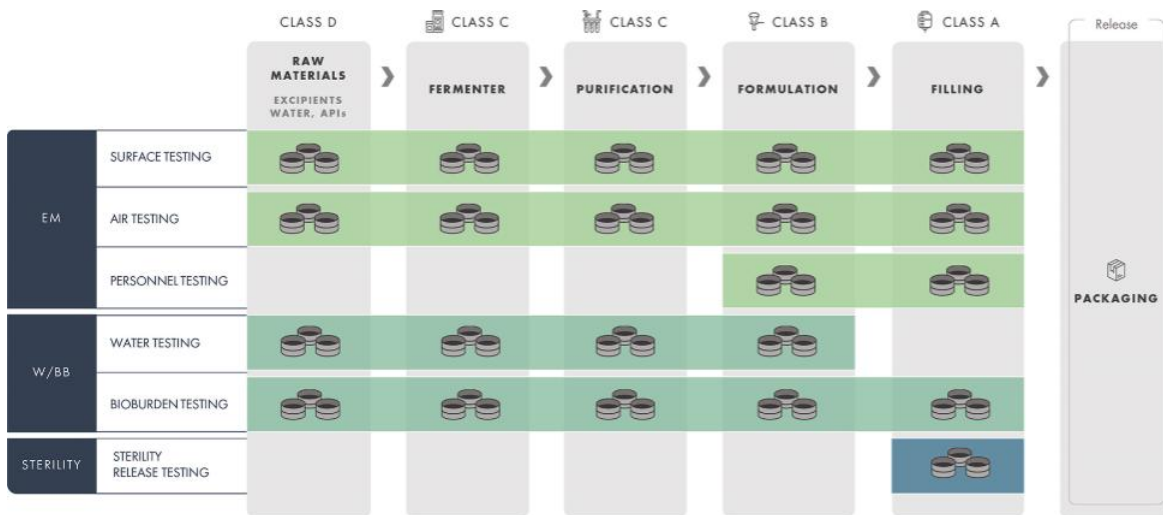 CLASS D
CLASS C
CLASS C
CLASS B
CLASS A
Release
RAW
MATERIALS
EXCIPIENTS
WATER, APIs
FERMENTER
PURIFICATION
FORMULATION
FILLING
EM
SURFACE TESTING
AIR TESTING
PERSONNEL TESTING
PACKAGING
W/BB
WATER TESTING
BIOBURDEN TESTING
STERILITY
STERILITY
RELEASE TESTING